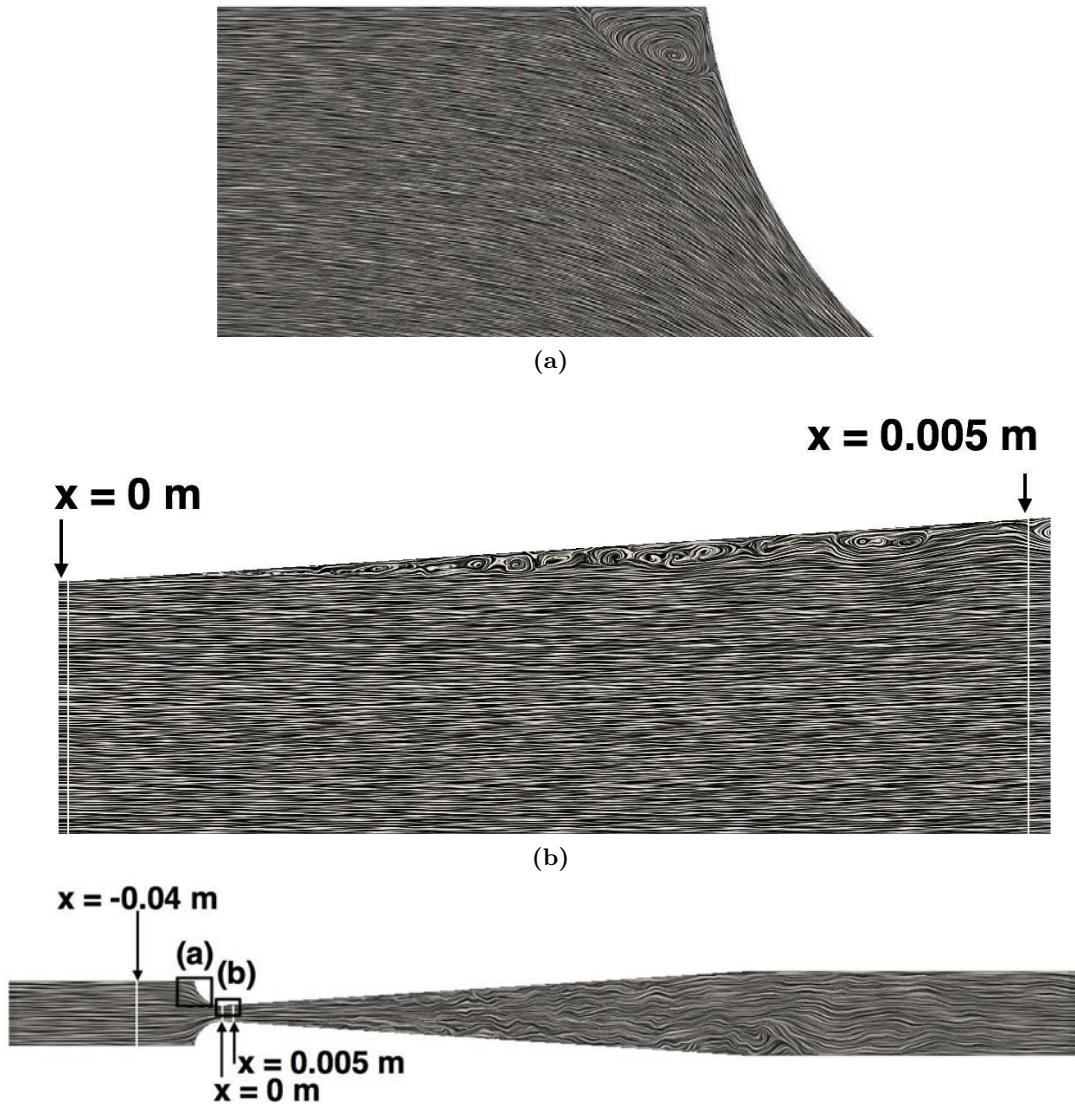 (a)
x = 0.005 m
x = 0 m
(b)
x = -0.04 m
(a)
(b)
x = 0.005 m
x = 0 m